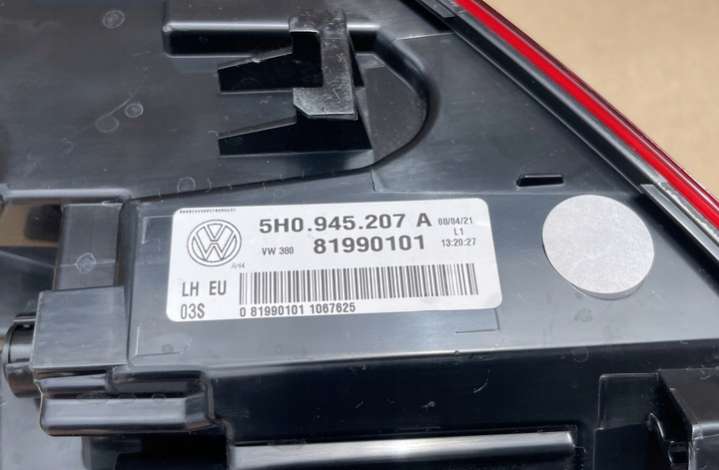 5H0.945.207 A
08/04/21
L1
VW 380
81990101
13:20:27
LH EU
03S
0 81990101 1067625